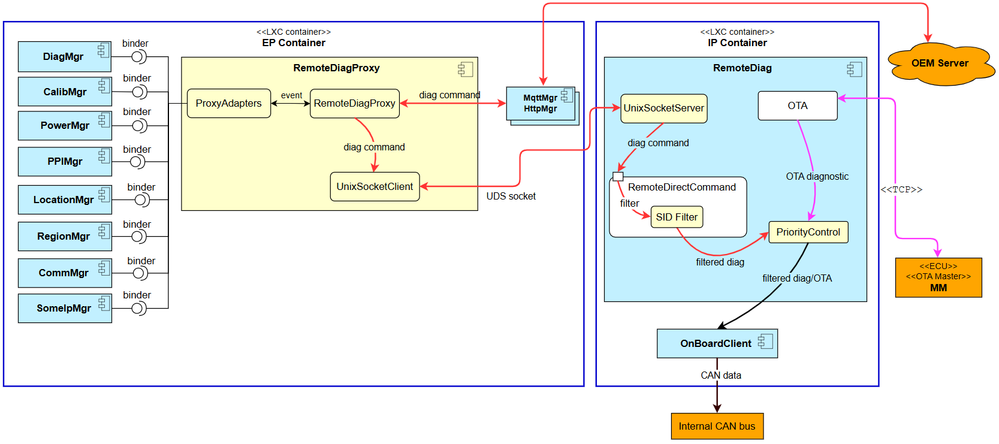 <<LXC container>>
EP Container
DiagMgr
binder
CalibMgr
binder
PowerMgr
binder
PPIMgr
binder
LocationMgr
binder
RegionMgr
binder
CommMgr
binder
SomeIpMgr
binder
RemoteDiagProxy
ProxyAdapters
event
RemoteDiagProxy
diag command
diag command
UnixSocketClient
UDS socket
MqttMgr
HttpMgr
<<LXC container>>
IP Container
RemoteDiag
UnixSocketServer
OTA
diag command
RemoteDirectCommand
filter
SID Filter
OTA diagnostic
PriorityControl
filtered diag
filtered diag/OTA
OnBoardClient
CAN data
Internal CAN bus
OEM Server
<<TCP>>
<<ECU>>
<<OTA Master>>
MM